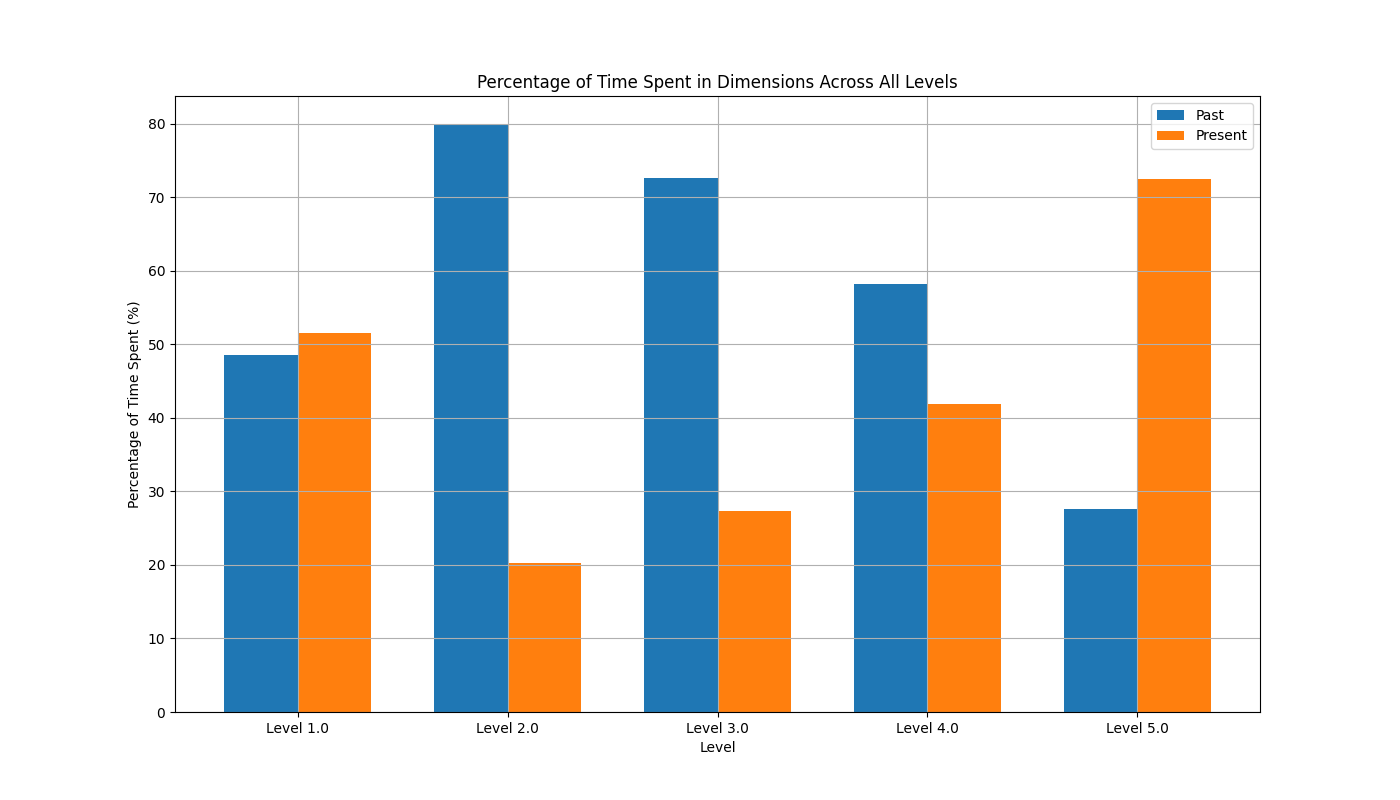 Percentage of Time Spent in Dimensions Across All Levels
Past
Present
Percentage of Time Spent (%)
80
70
60
50
40
30
20
10
0
Level 1.0
Level 2.0
Level 3.0
Level 4.0
Level 5.0
Level